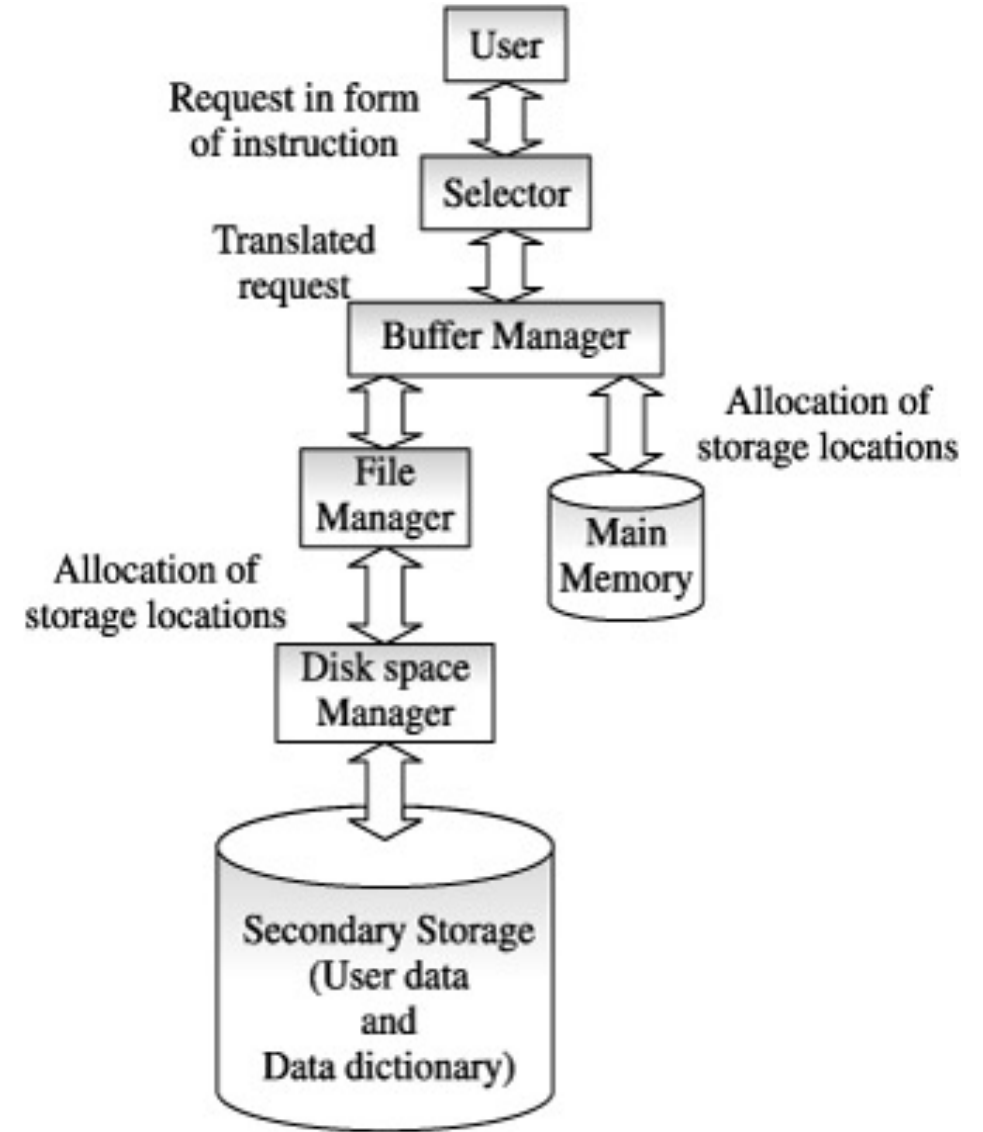 User
Request in form
of instruction
Selector
Translated
request
Buffer Manager
Allocation of
storage locations
File
Manager
Main
Memory
Allocation of
storage locations
Disk space
Manager
Secondary Storage
(User data
and
Data dictionary)